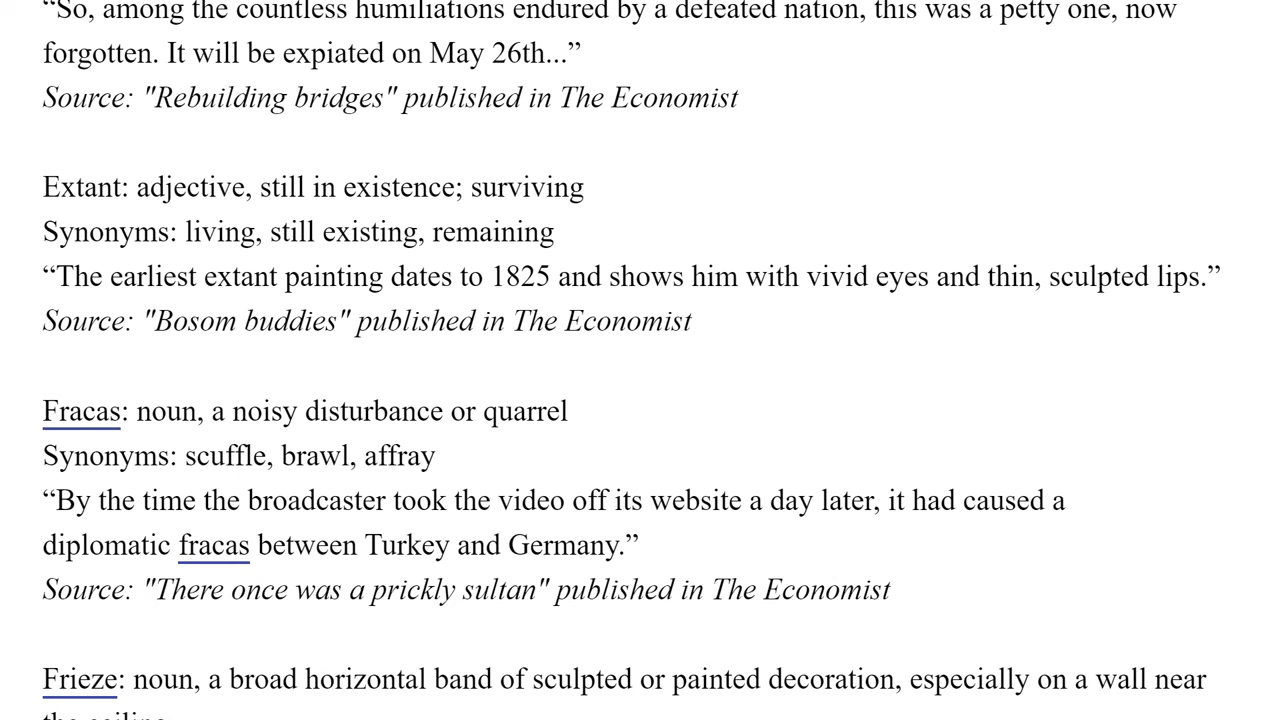 “So, among the countless humiliations endured by a defeated nation, this was a petty one, now
forgotten. It will be expiated on May 26th...”
Source: "Rebuilding bridges" published in The Economist
Extant: adjective, still in existence; surviving
Synonyms: living, still existing, remaining
“The earliest extant painting dates to 1825 and shows him with vivid eyes and thin, sculpted lips.”
Source: "Bosom buddies" published in The Economist
Fracas: noun, a noisy disturbance or quarrel
Synonyms: scuffle, brawl, affray
“By the time the broadcaster took the video off its website a day later, it had caused a
diplomatic fracas between Turkey and Germany.”
Source: "There once was a prickly sultan" published in The Economist
Frieze: noun, a broad horizontal band of sculpted or painted decoration, especially on a wall near
the ceiling